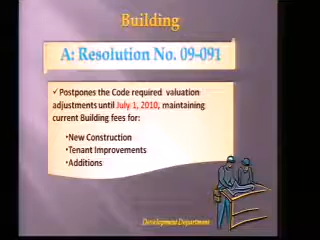 Building
A: Resolution No. 09-091
✓ Postpones the Code required valuation
adjustments until July 1, 2010, maintaining
current Building fees for:
•New Construction
•Tenant Improvements
•Additions
Development Department